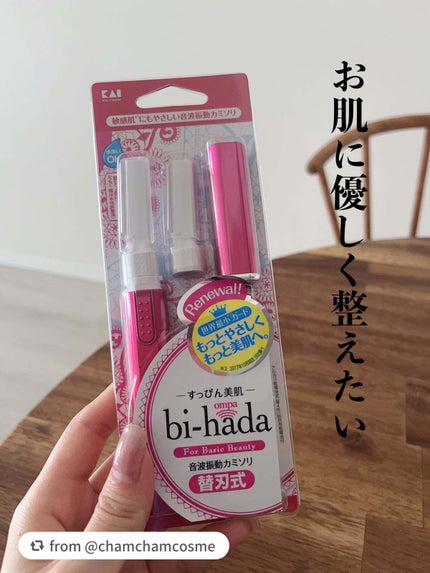 KAI
敏感肌*にもやさしい音波振動カミソリ
お肌に優しく整えたい
Renewal!
世界最小ガード
もっとやさしく
もっと美肌へ。
すっぴん美肌
ompa
bi-hada
For Basic Beauty
音波振動カミソリ
替刃式
from @chamchamcosme